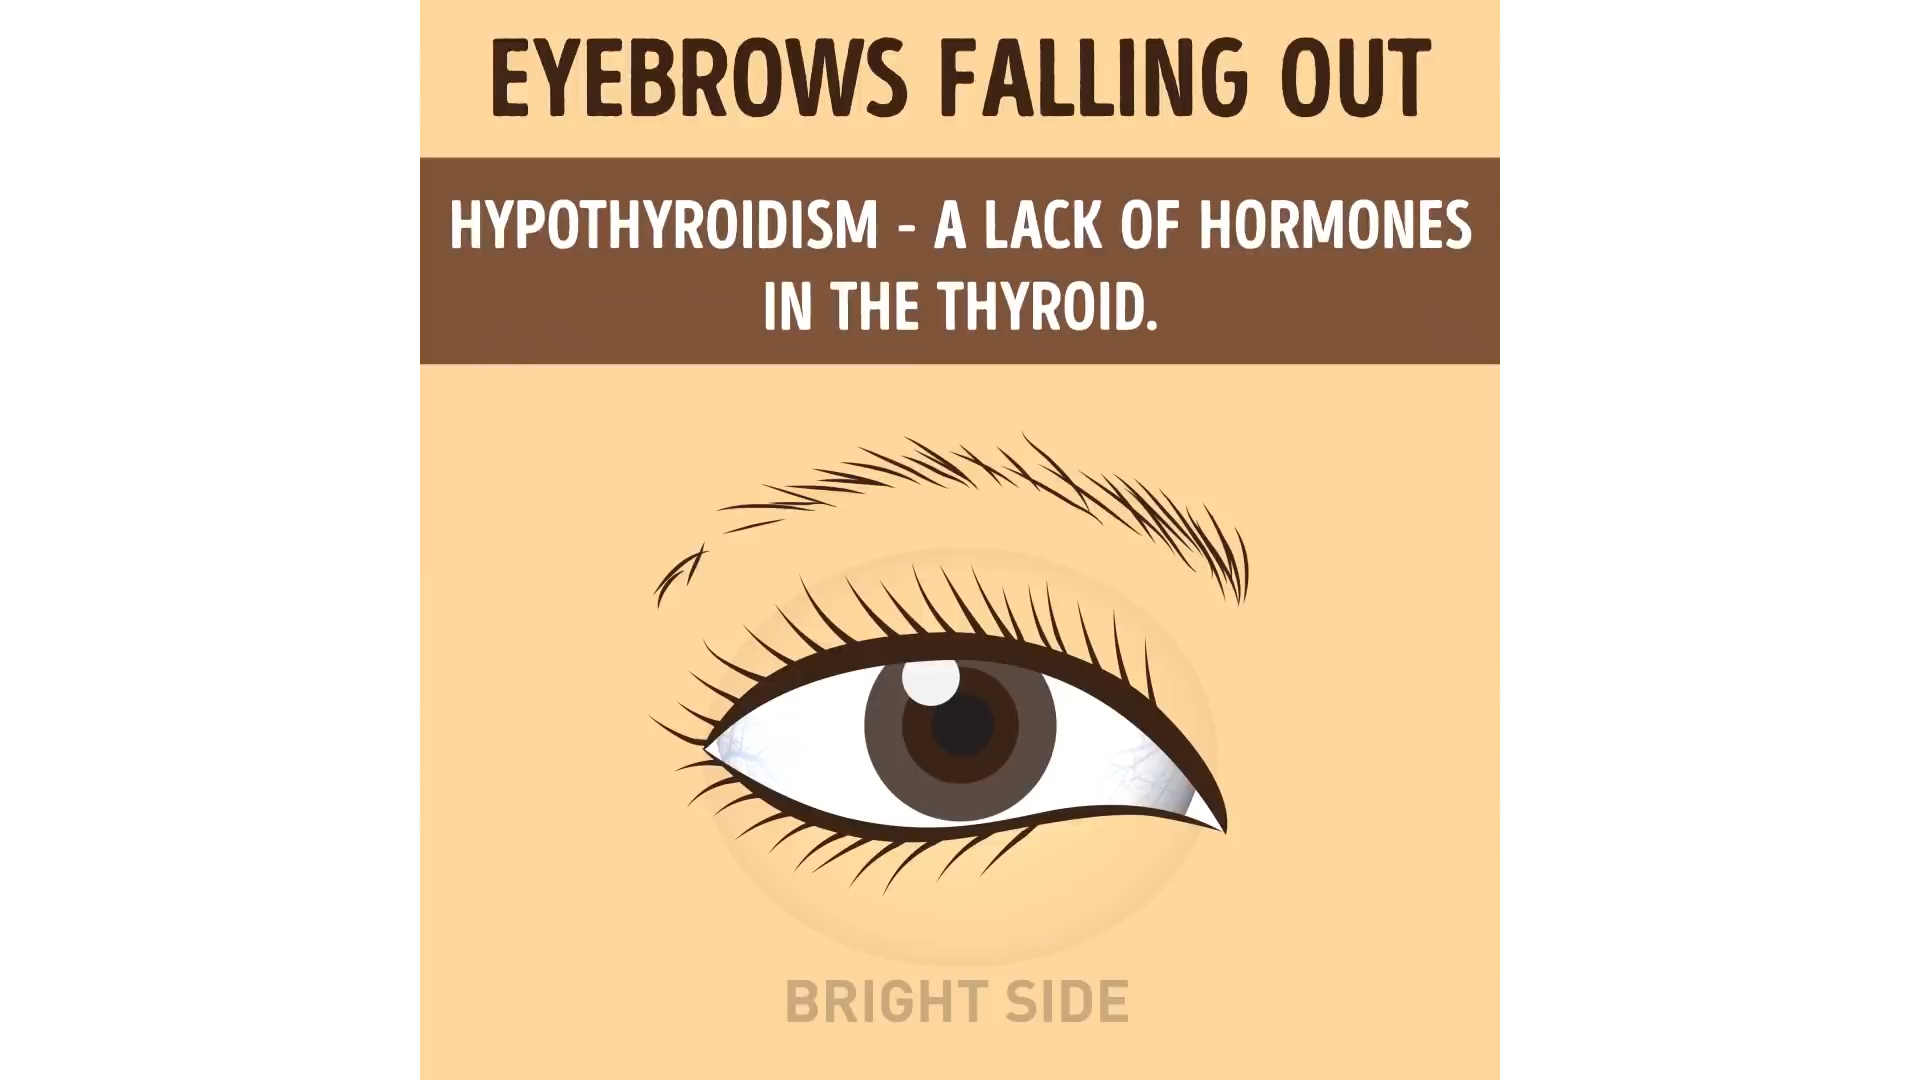 EYEBROWS FALLING OUT
HYPOTHYROIDISM - A LACK OF HORMONES
IN THE THYROID.
BRIGHT SIDE